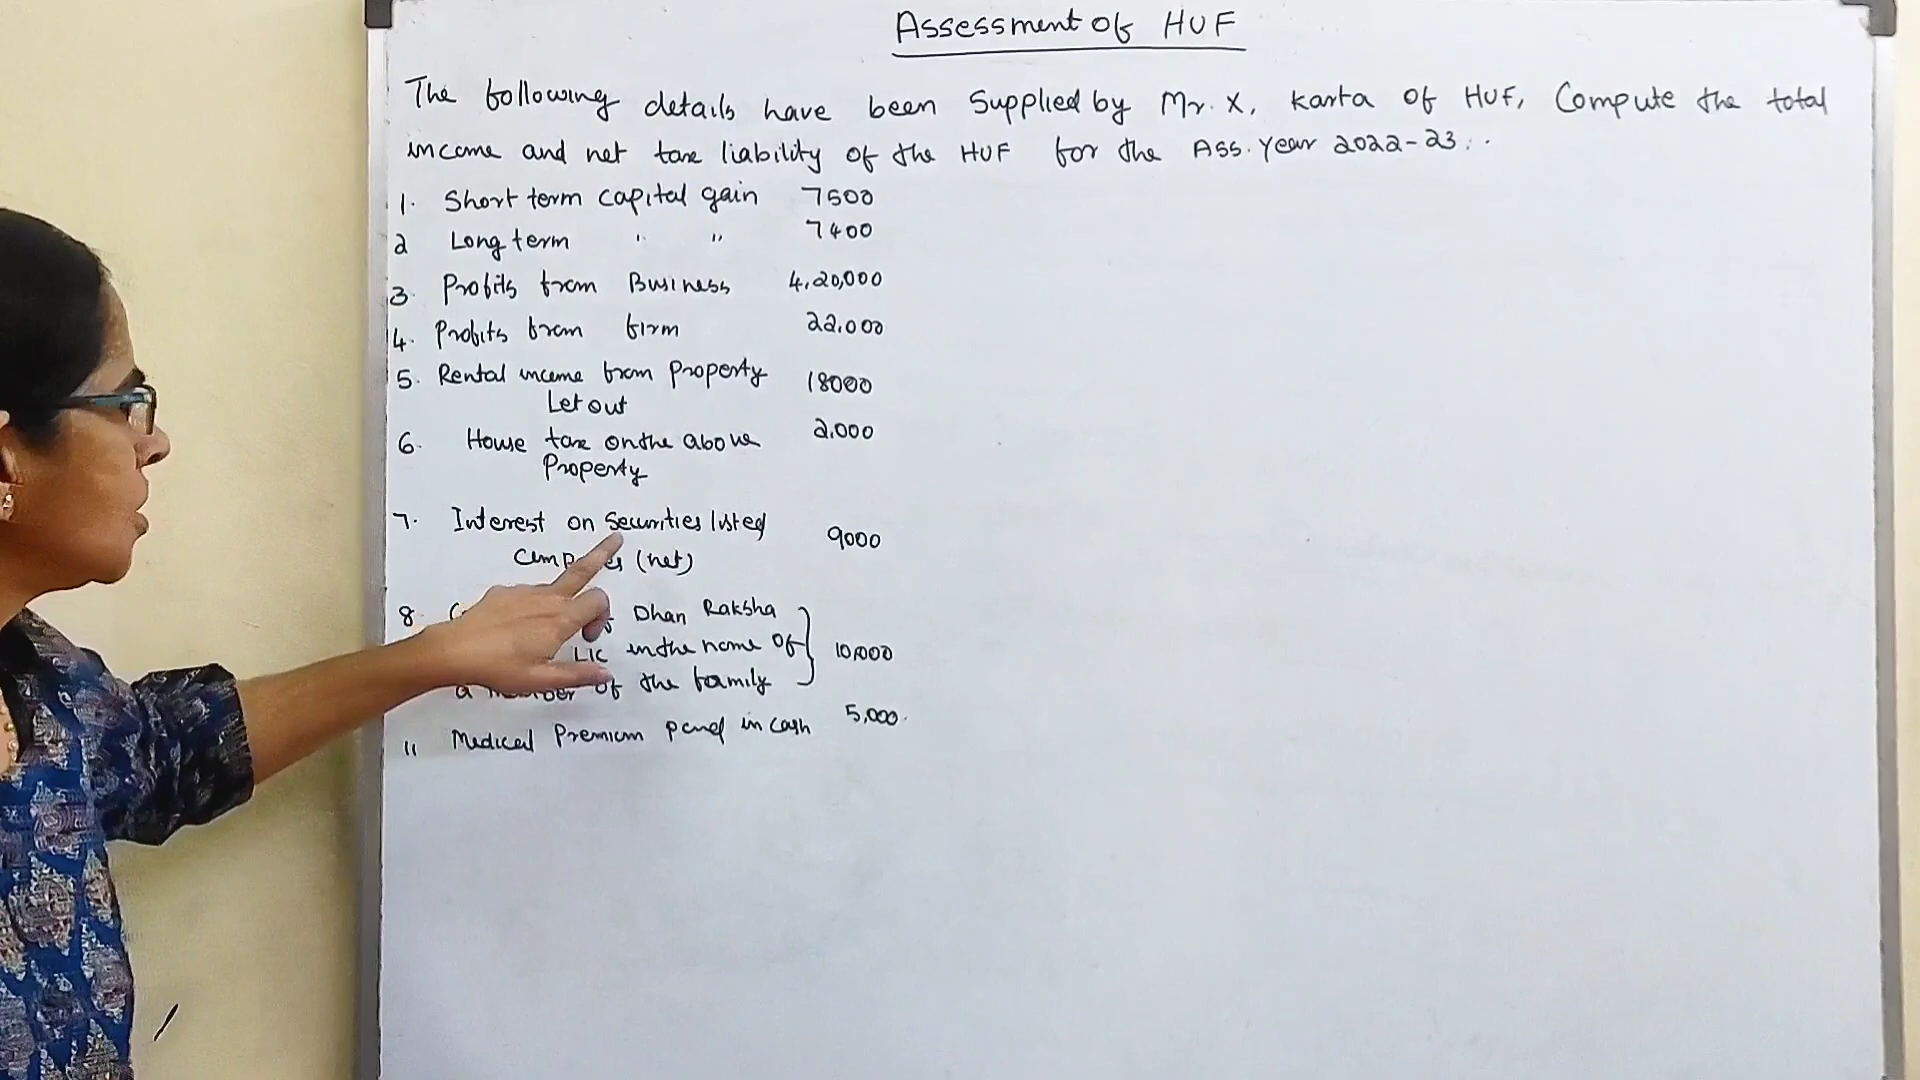 Assessment of HUF
The following details have been supplied by Mr. X, Karta of HUF, Compute the total
income and net tax liability of the HUF for the Ass. year 2022-23..
1. Short term capital gain 7500
2 Long term " " 7400
3. Profits from Business 4,20,000
4. Profits from firm 22,000
5. Rental income from property 18000
Let out
6. House tax on the above 2,000
Property
7. Interest on securities listed 9000
(net)
8. Dhan Raksha
LIC in the name of 10,000
a member of the family
11 Medical Premium paid in cash 5,000.